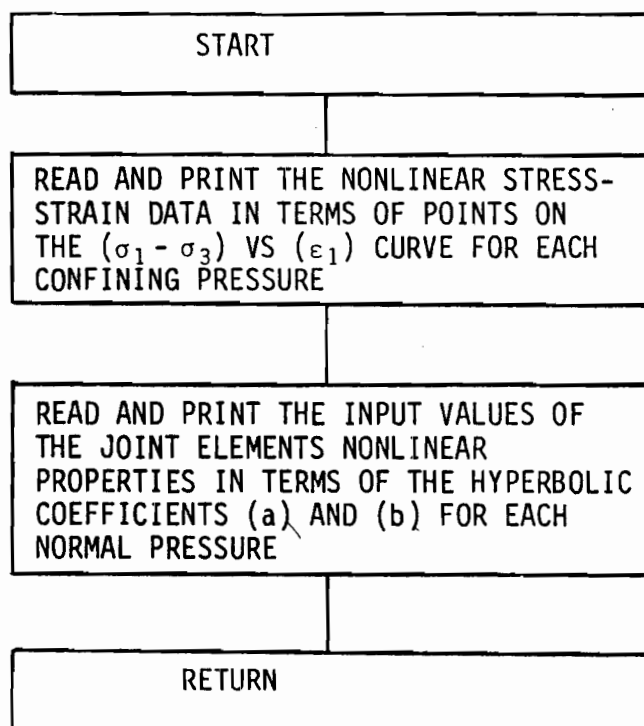 START
READ AND PRINT THE NONLINEAR STRESS-
STRAIN DATA IN TERMS OF POINTS ON
THE (σ₁ - σ₃) VS (ε₁) CURVE FOR EACH
CONFINING PRESSURE
READ AND PRINT THE INPUT VALUES OF
THE JOINT ELEMENTS NONLINEAR
PROPERTIES IN TERMS OF THE HYPERBOLIC
COEFFICIENTS (a) AND (b) FOR EACH
NORMAL PRESSURE
RETURN